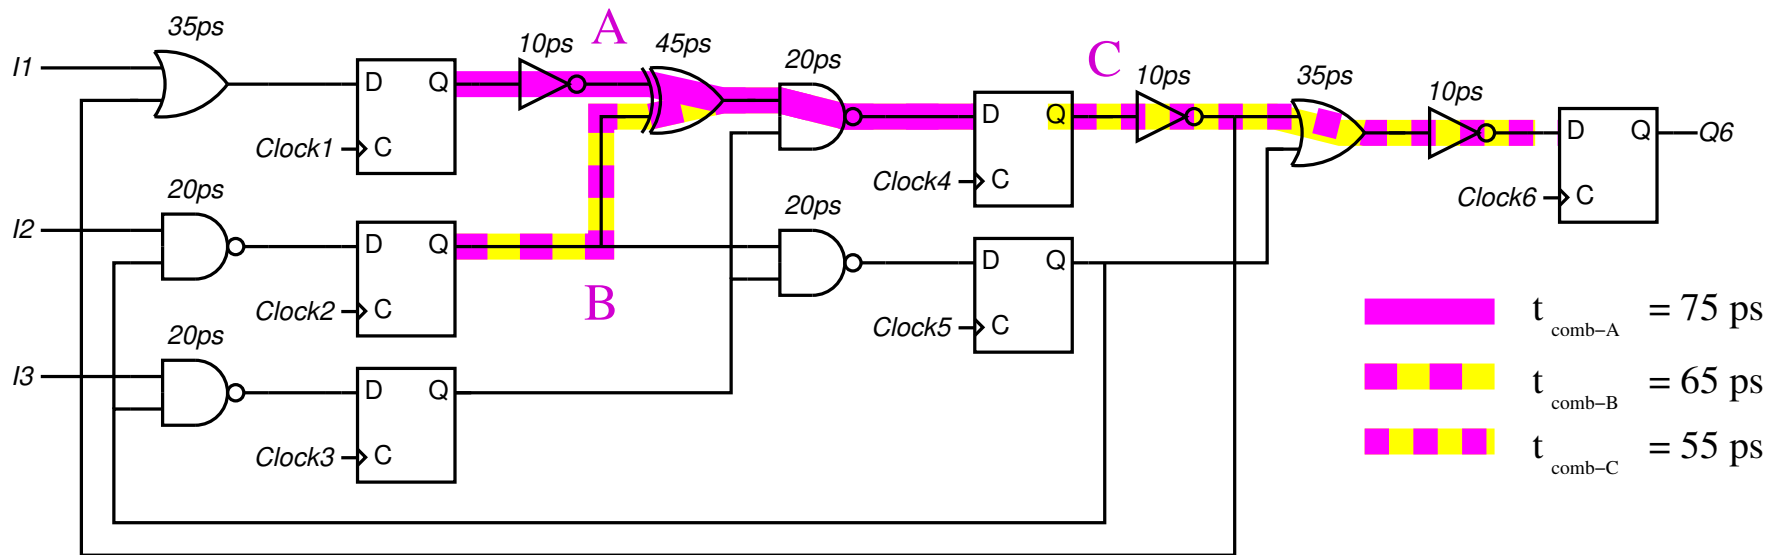 35ps
A
10ps
45ps
20ps
C
10ps
35ps
10ps
I1
D
Q
Clock1
C
D
Q
Clock4
C
D
Q
Q6
Clock6
C
20ps
I2
D
Q
Clock2
C
B
20ps
D
Q
Clock5
C
20ps
I3
D
Q
Clock3
C
t comb–A = 75 ps
t comb–B = 65 ps
t comb–C = 55 ps